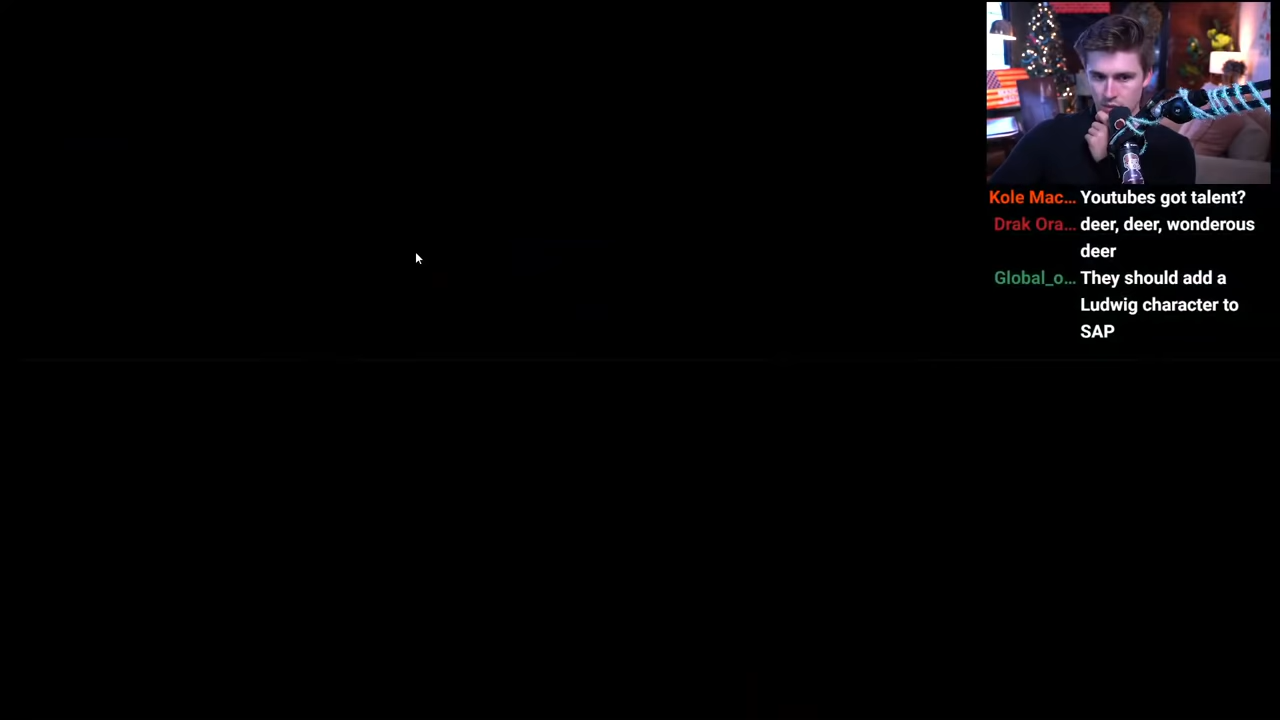 Kole Mac... Youtubes got talent?
Drak Ora... deer, deer, wonderous
deer
Global_o... They should add a
Ludwig character to
SAP